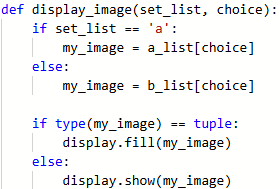 def display_image(set_list, choice):
    if set_list == 'a':
        my_image = a_list[choice]
    else:
        my_image = b_list[choice]

    if type(my_image) == tuple:
        display.fill(my_image)
    else:
        display.show(my_image)